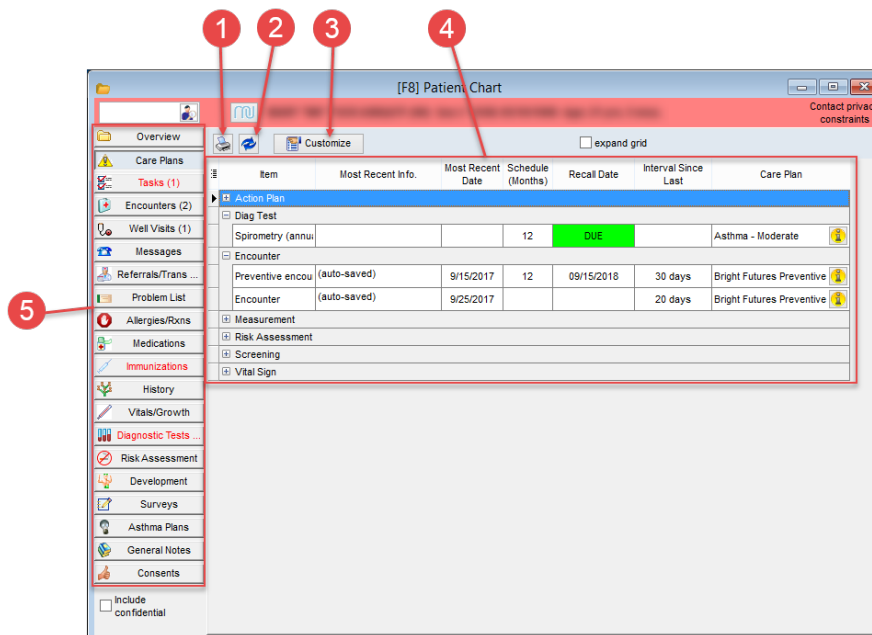 1
2
3
4
[F8] Patient Chart
Contact privac
constraints
Overview
Customize
expand grid
Care Plans
Tasks (1)
Encounters (2)
Well Visits (1)
Messages
Referrals/Trans ...
Problem List
Allergies/Rxns
Medications
Immunizations
History
Vitals/Growth
Diagnostic Tests ...
Risk Assessment
Development
Surveys
Asthma Plans
General Notes
Consents
Include
confidential
5
Item Most Recent Info. Most Recent Date Schedule (Months) Recall Date Interval Since Last Care Plan
Action Plan
Diag Test
Spirometry (annu 12 DUE Asthma - Moderate
Encounter
Preventive encou (auto-saved) 9/15/2017 12 09/15/2018 30 days Bright Futures Preventive
Encounter (auto-saved) 9/25/2017 20 days Bright Futures Preventive
Measurement
Risk Assessment
Screening
Vital Sign